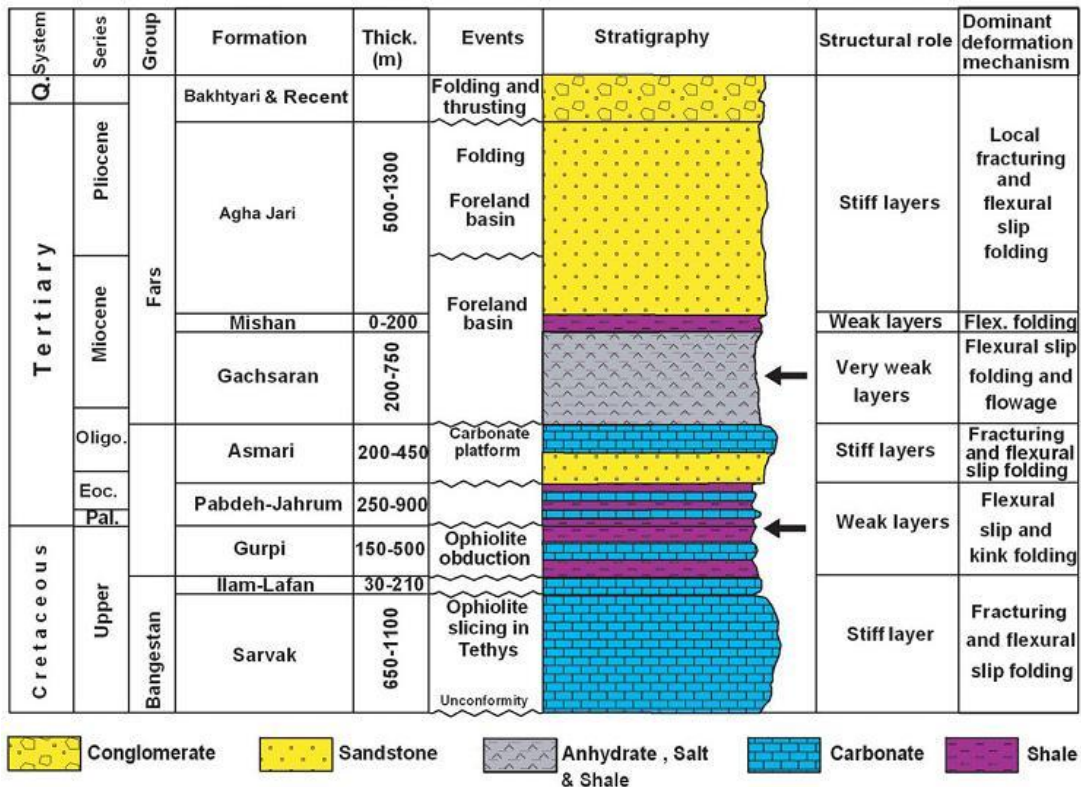 System
Series
Group
Formation
Thick.
(m)
Events
Stratigraphy
Structural role
Dominant
deformation
mechanism
Q.
Tertiary
Cretaceous
Pliocene
Miocene
Oligo.
Eoc.
Pal.
Upper
Fars
Bangestan
Bakhtyari & Recent
Agha Jari
Mishan
Gachsaran
Asmari
Pabdeh-Jahrum
Gurpi
Ilam-Lafan
Sarvak
500-1300
0-200
200-750
200-450
250-900
150-500
30-210
650-1100
Folding and
thrusting
Folding
Foreland
basin
Foreland
basin
Carbonate
platform
Ophiolite
obduction
Ophiolite
slicing in
Tethys
Unconformity
Stiff layers
Weak layers
Very weak
layers
Stiff layers
Weak layers
Stiff layer
Local
fracturing
and
flexural
slip
folding
Flex. folding
Flexural slip
folding and
flowage
Fracturing
and flexural
slip folding
Flexural
slip and
kink folding
Fracturing
and flexural
slip folding
Conglomerate
Sandstone
Anhydrate , Salt
& Shale
Carbonate
Shale